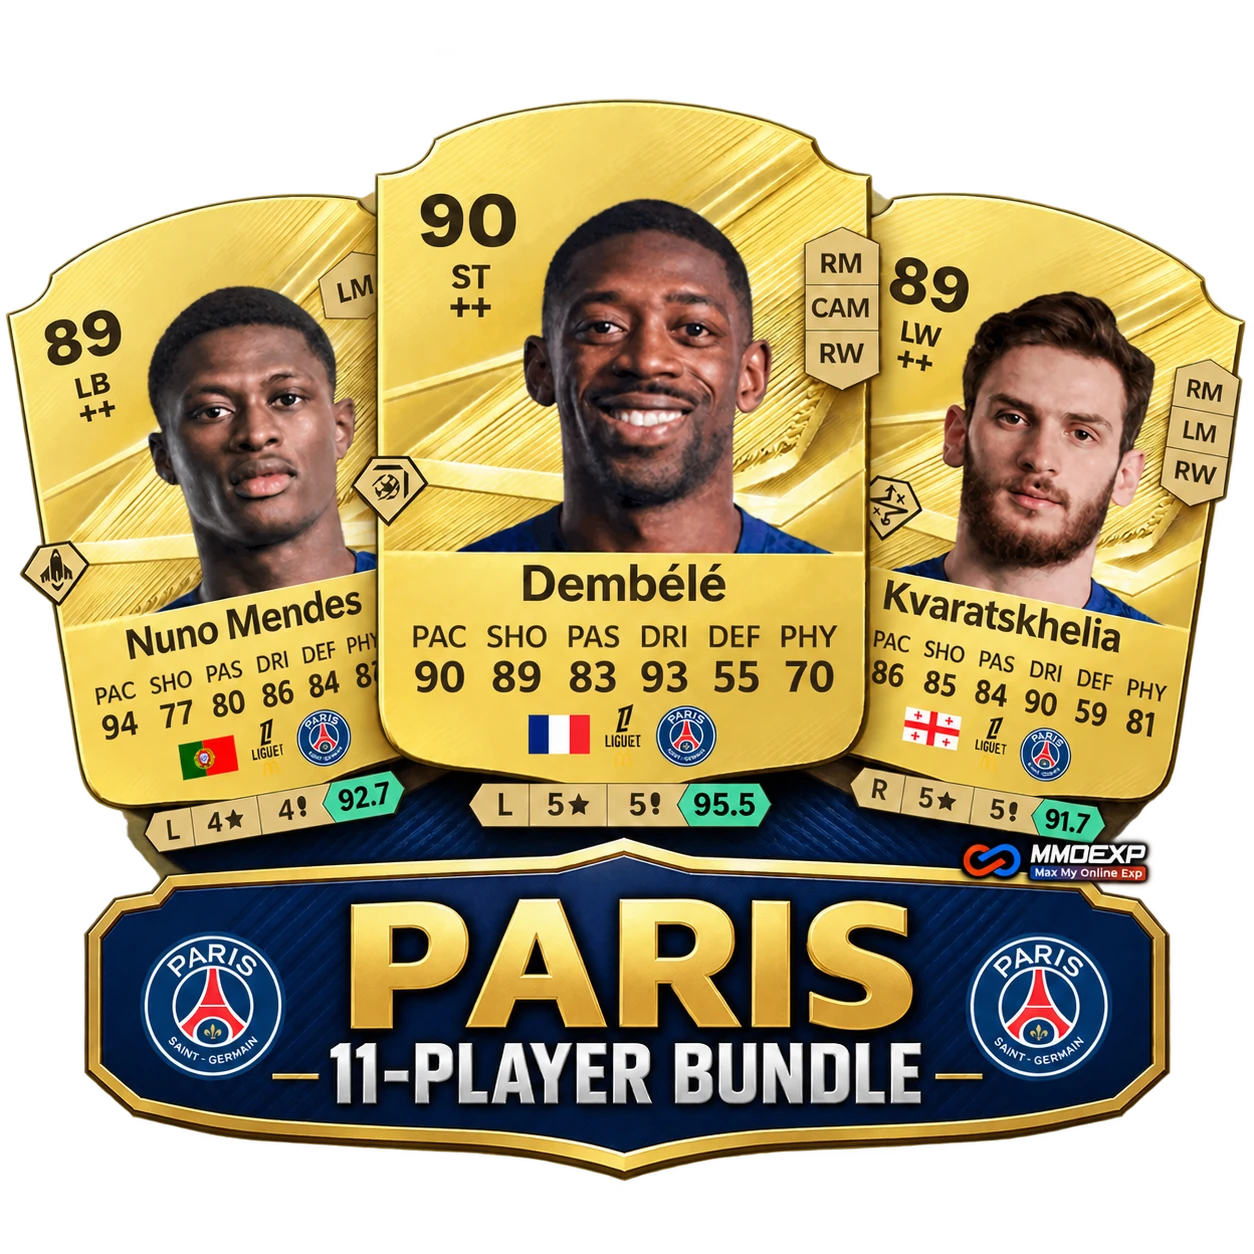 89
LB
++
LM
Nuno Mendes
PAC SHO PAS DRI DEF PHY
94 77 80 86 84
LIGUE1
PARIS
L 4★ 4! 92.7
90
ST
++
RM
CAM
RW
Dembélé
PAC SHO PAS DRI DEF PHY
90 89 83 93 55 70
LIGUE1
PARIS
L 5★ 5! 95.5
89
LW
++
RM
LM
RW
Kvaratskhelia
PAC SHO PAS DRI DEF PHY
86 85 84 90 59 81
LIGUE1
PARIS
R 5★ 5! 91.7
MMOEXP
Max My Online Exp
PARIS
SAINT-GERMAIN
PARIS
11-PLAYER BUNDLE
PARIS
SAINT-GERMAIN